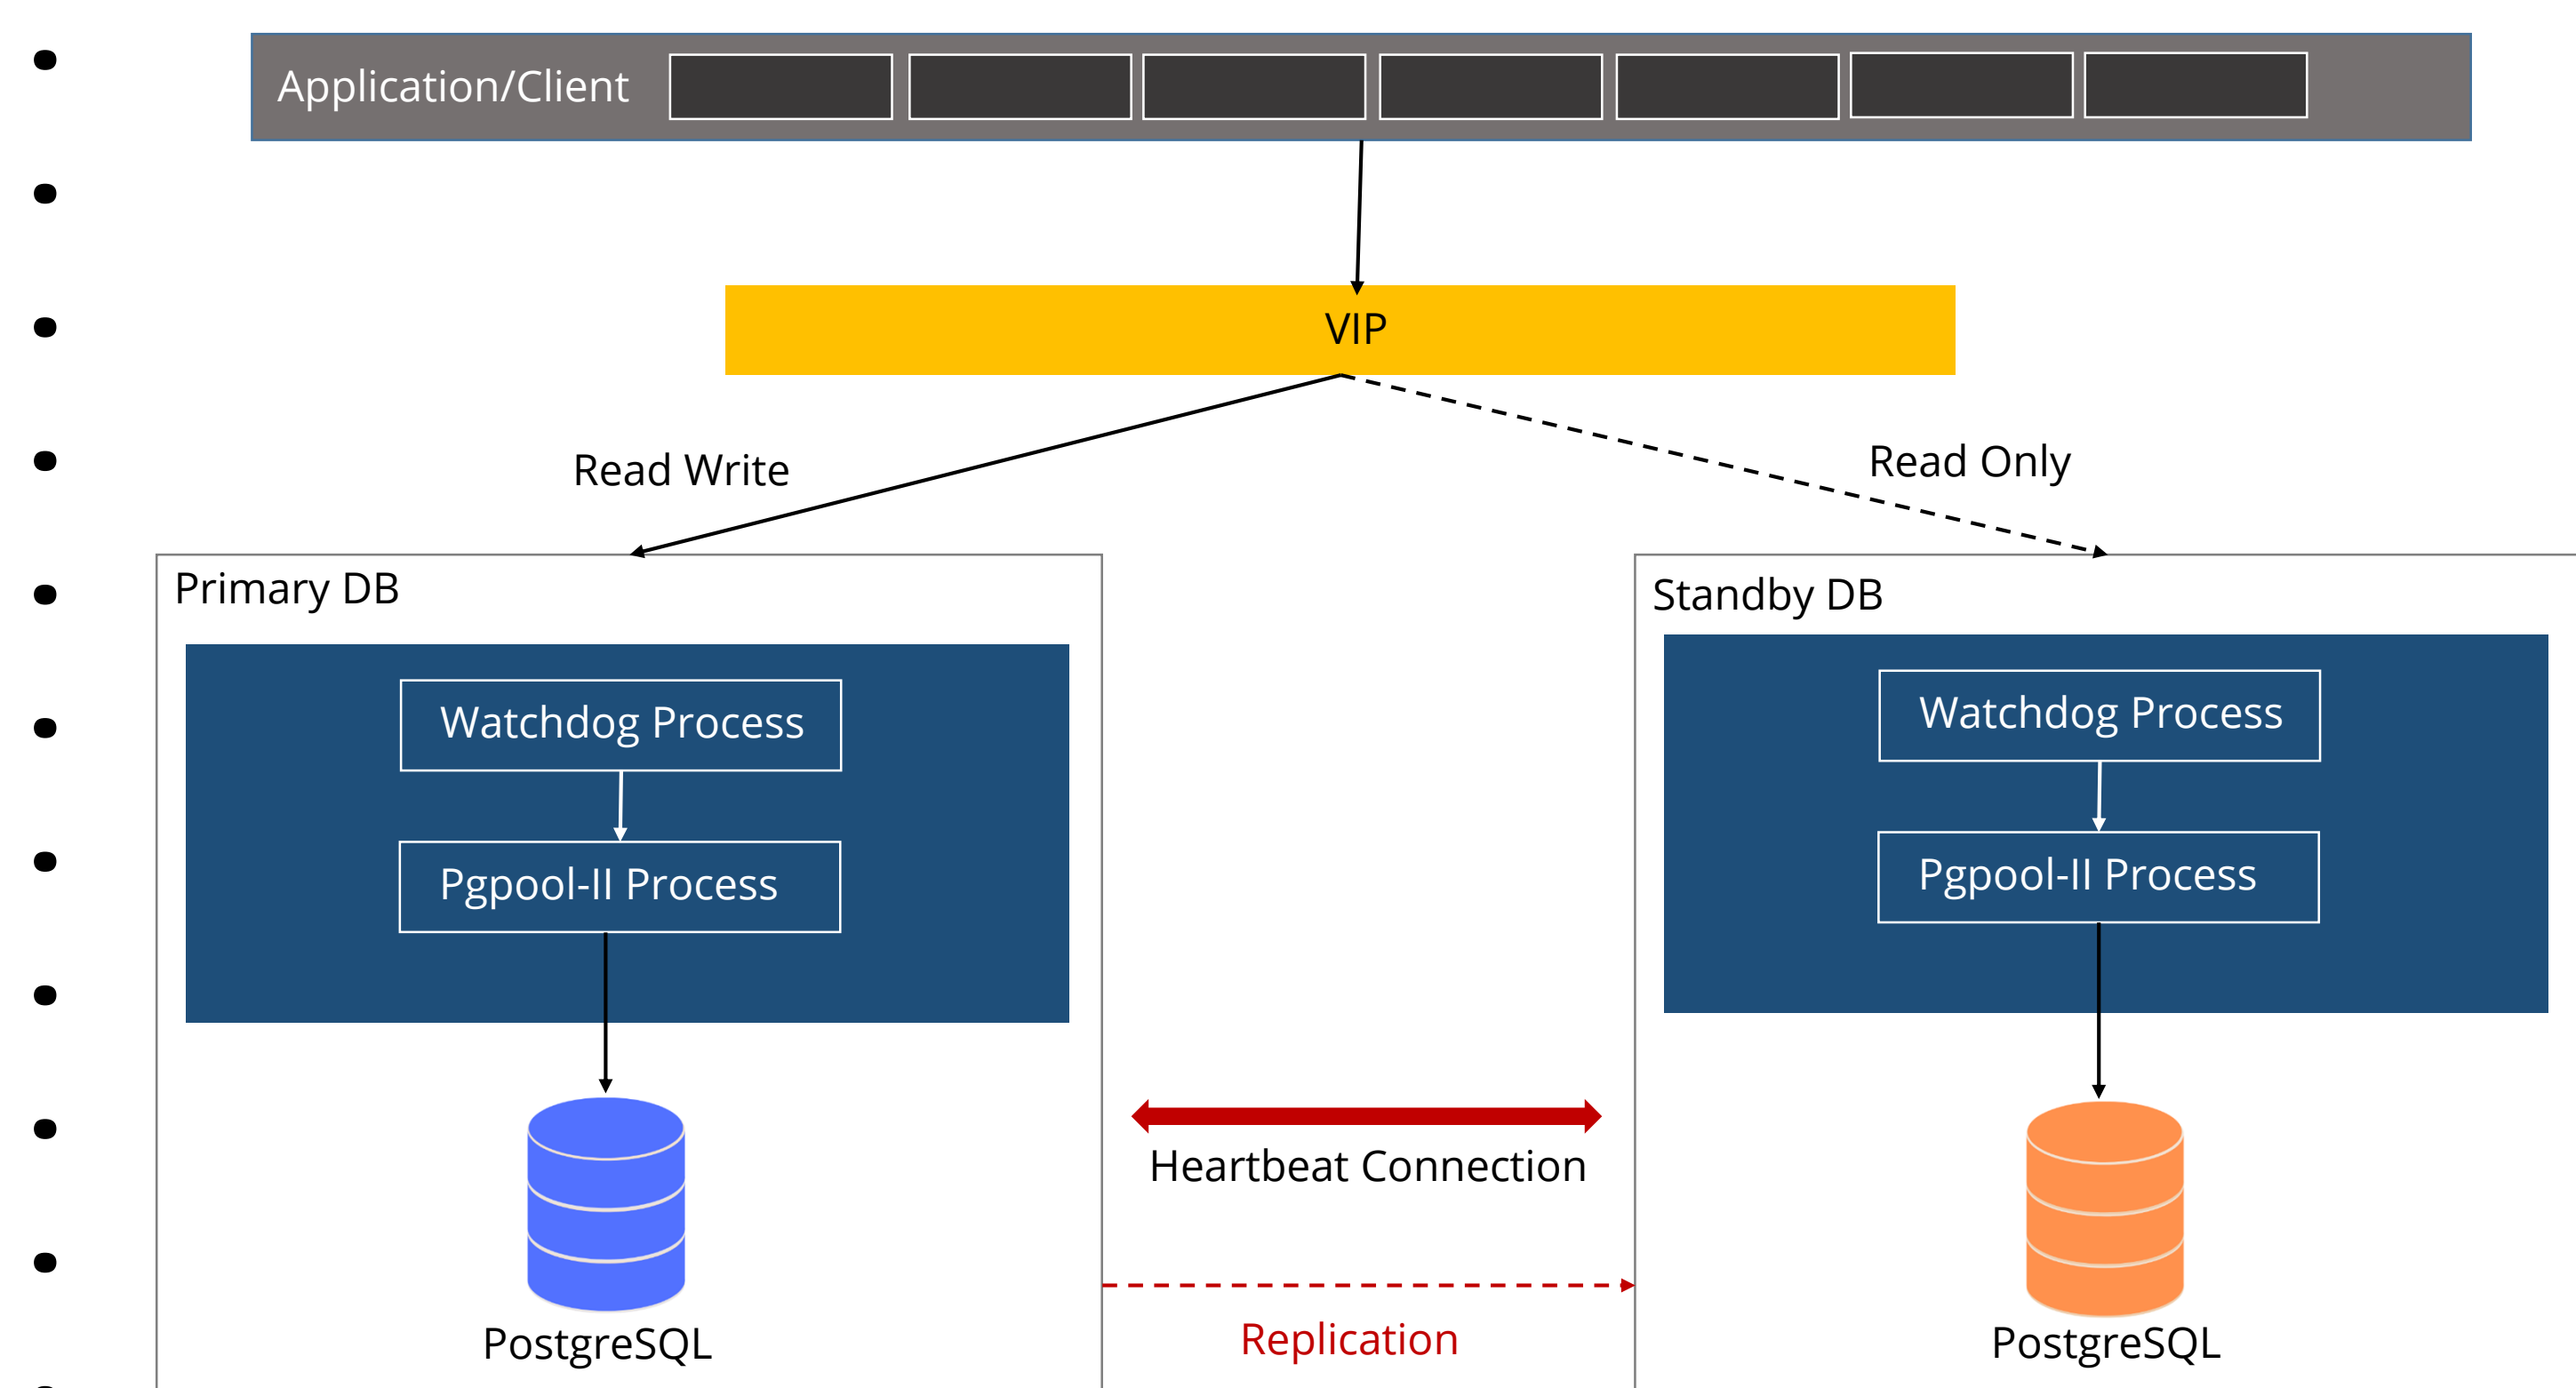 Application/Client
VIP
Read Write
Read Only
Primary DB
Standby DB
Watchdog Process
Watchdog Process
Pgpool-II Process
Pgpool-II Process
Heartbeat Connection
Replication
PostgreSQL
PostgreSQL